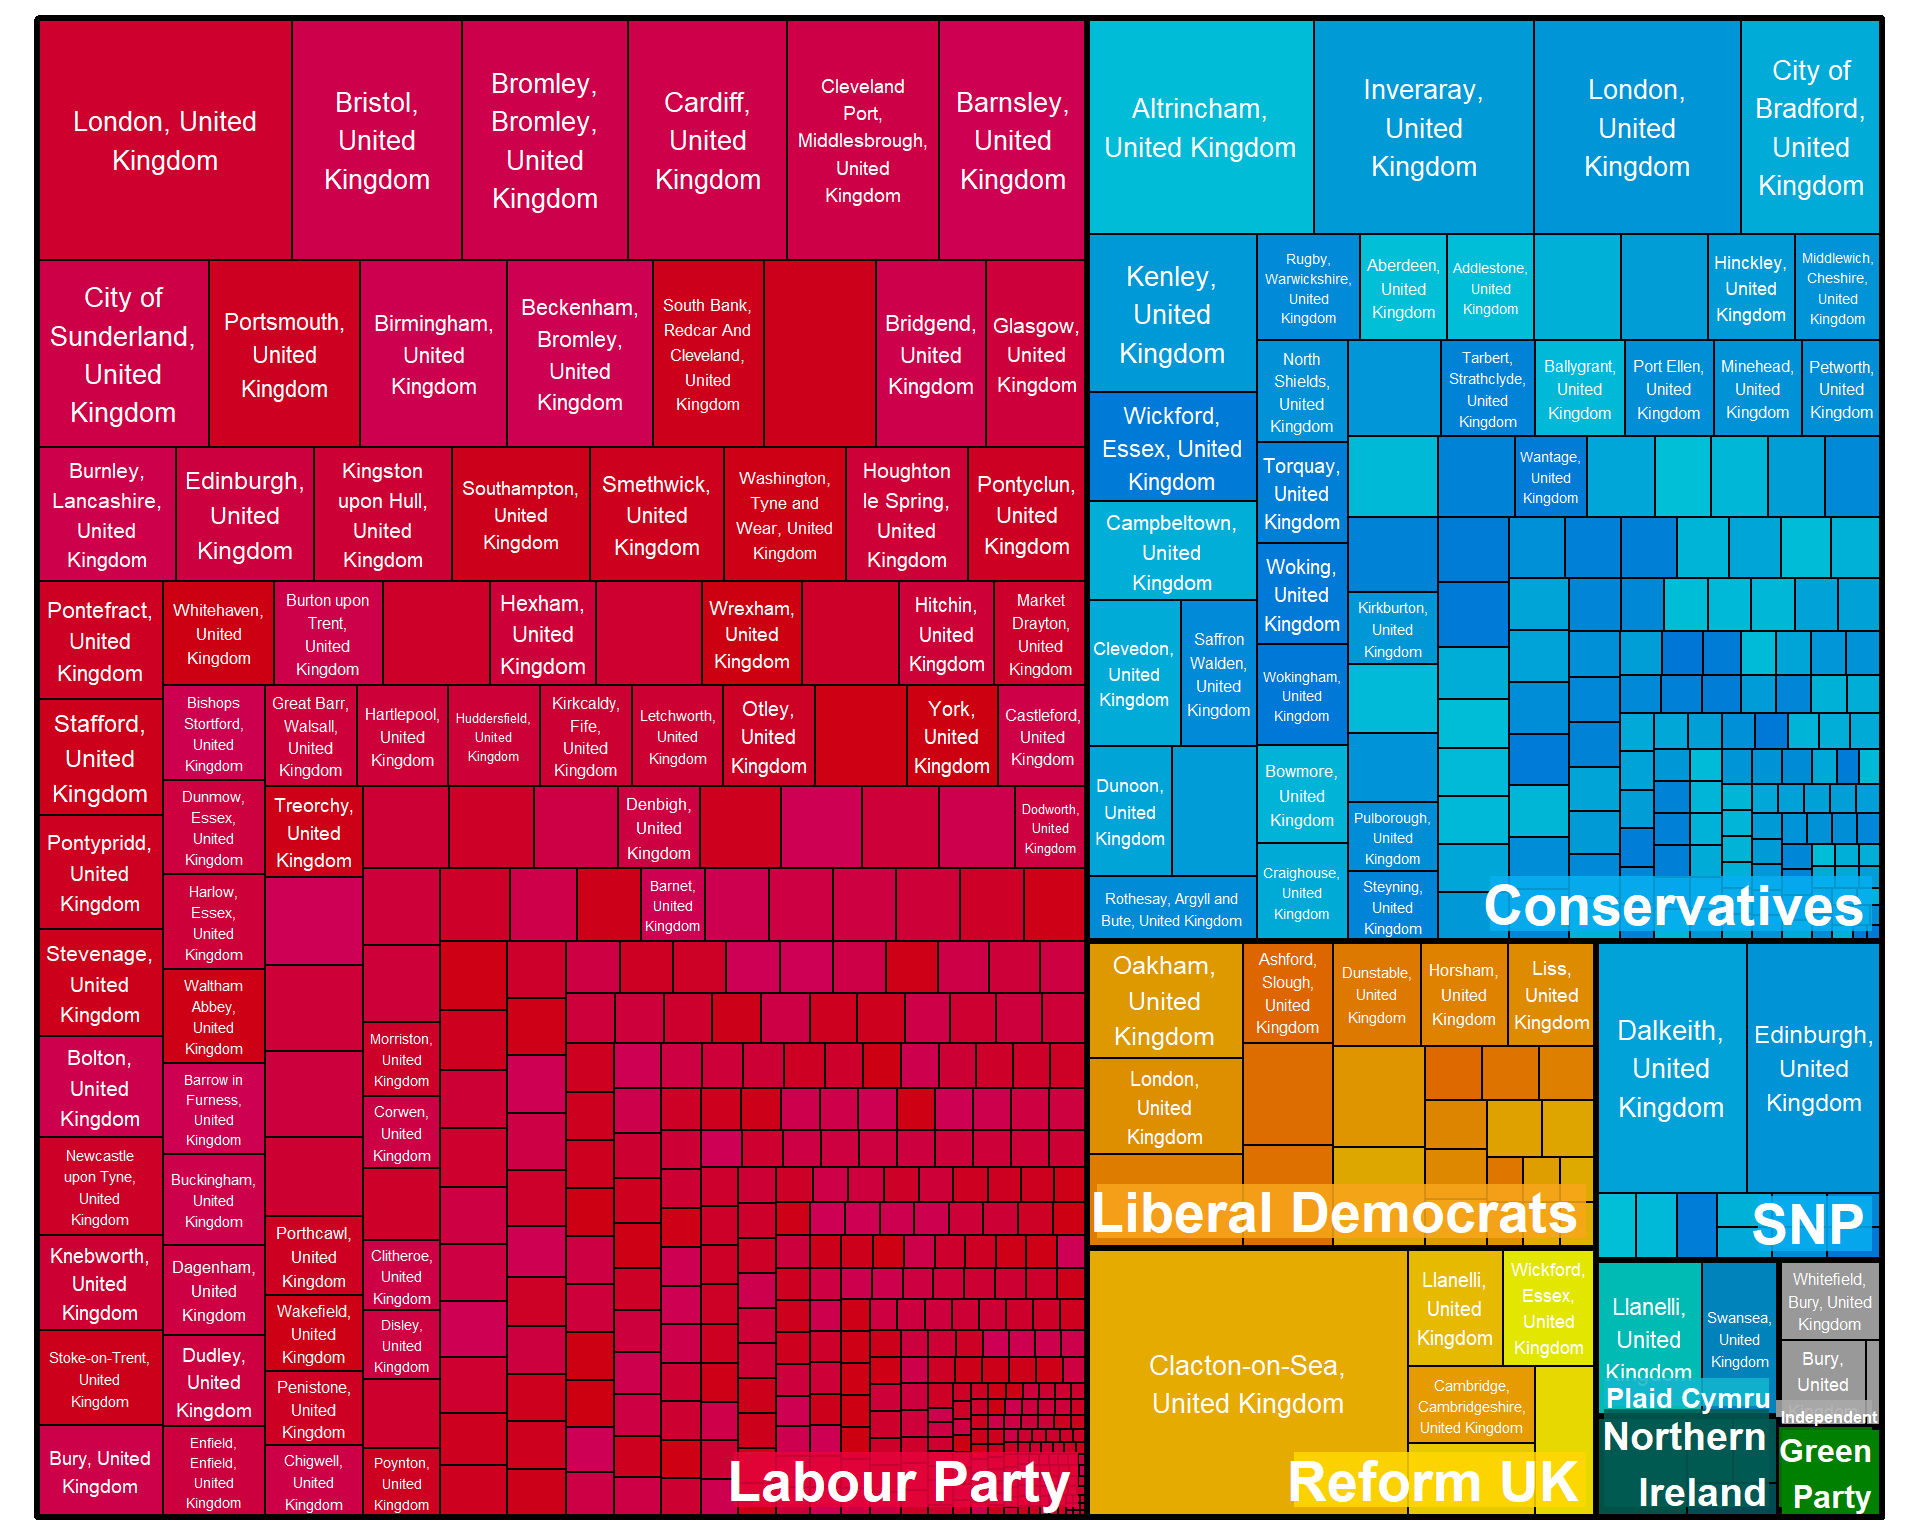 London, United
Kingdom
Bristol,
United
Kingdom
Bromley,
Bromley,
United
Kingdom
Cardiff,
United
Kingdom
Cleveland
Port,
Middlesbrough,
United
Kingdom
Barnsley,
United
Kingdom
City of
Sunderland,
United
Kingdom
Portsmouth,
United
Kingdom
Birmingham,
United
Kingdom
Beckenham,
Bromley,
United
Kingdom
South Bank,
Redcar And
Cleveland,
United
Kingdom
Bridgend,
United
Kingdom
Glasgow,
United
Kingdom
Burnley,
Lancashire,
United
Kingdom
Edinburgh,
United
Kingdom
Kingston
upon Hull,
United
Kingdom
Southampton,
United
Kingdom
Smethwick,
United
Kingdom
Washington,
Tyne and
Wear, United
Kingdom
Houghton
le Spring,
United
Kingdom
Pontyclun,
United
Kingdom
Pontefract,
United
Kingdom
Stafford,
United
Kingdom
Pontypridd,
United
Kingdom
Stevenage,
United
Kingdom
Bolton,
United
Kingdom
Newcastle
upon Tyne,
United
Kingdom
Knebworth,
United
Kingdom
Stoke-on-Trent,
United
Kingdom
Bury, United
Kingdom
Whitehaven,
United
Kingdom
Burton upon
Trent,
United
Kingdom
Hexham,
United
Kingdom
Wrexham,
United
Kingdom
Hitchin,
United
Kingdom
Market
Drayton,
United
Kingdom
Bishops
Stortford,
United
Kingdom
Dunmow,
Essex,
United
Kingdom
Harlow,
Essex,
United
Kingdom
Waltham
Abbey,
United
Kingdom
Barrow in
Furness,
United
Kingdom
Buckingham,
United
Kingdom
Dagenham,
United
Kingdom
Dudley,
United
Kingdom
Enfield,
Enfield,
United
Kingdom
Great Barr,
Walsall,
United
Kingdom
Hartlepool,
United
Kingdom
Huddersfield,
United
Kingdom
Kirkcaldy,
Fife,
United
Kingdom
Letchworth,
United
Kingdom
Otley,
United
Kingdom
York,
United
Kingdom
Castleford,
United
Kingdom
Treorchy,
United
Kingdom
Denbigh,
United
Kingdom
Dodworth,
United
Kingdom
Barnet,
United
Kingdom
Porthcawl,
United
Kingdom
Wakefield,
United
Kingdom
Penistone,
United
Kingdom
Chigwell,
United
Kingdom
Morriston,
United
Kingdom
Corwen,
United
Kingdom
Clitheroe,
United
Kingdom
Disley,
United
Kingdom
Poynton,
United
Kingdom
Labour Party
Altrincham,
United Kingdom
Inveraray,
United
Kingdom
London,
United
Kingdom
City of
Bradford,
United
Kingdom
Kenley,
United
Kingdom
Wickford,
Essex, United
Kingdom
Campbeltown,
United
Kingdom
Clevedon,
United
Kingdom
Saffron
Walden,
United
Kingdom
Dunoon,
United
Kingdom
Rothesay, Argyll and
Bute, United Kingdom
Rugby,
Warwickshire,
United
Kingdom
Aberdeen,
United
Kingdom
Addlestone,
United
Kingdom
Hinckley,
United
Kingdom
Middlewich,
Cheshire,
United
Kingdom
North
Shields,
United
Kingdom
Tarbert,
Strathclyde,
United
Kingdom
Ballygrant,
United
Kingdom
Port Ellen,
United
Kingdom
Minehead,
United
Kingdom
Petworth,
United
Kingdom
Torquay,
United
Kingdom
Wantage,
United
Kingdom
Woking,
United
Kingdom
Kirkburton,
United
Kingdom
Wokingham,
United
Kingdom
Bowmore,
United
Kingdom
Craighouse,
United
Kingdom
Pulborough,
United
Kingdom
Steyning,
United
Kingdom
Conservatives
Oakham,
United
Kingdom
London,
United
Kingdom
Ashford,
Slough,
United
Kingdom
Dunstable,
United
Kingdom
Horsham,
United
Kingdom
Liss,
United
Kingdom
Liberal Democrats
Dalkeith,
United
Kingdom
Edinburgh,
United
Kingdom
SNP
Clacton-on-Sea,
United Kingdom
Llanelli,
United
Kingdom
Wickford,
Essex,
United
Kingdom
Cambridge,
Cambridgeshire,
United Kingdom
Reform UK
Llanelli,
United
Kingdom
Swansea,
United
Kingdom
Plaid Cymru
Whitefield,
Bury, United
Kingdom
Bury,
United
Independent
Northern
Ireland
Green
Party